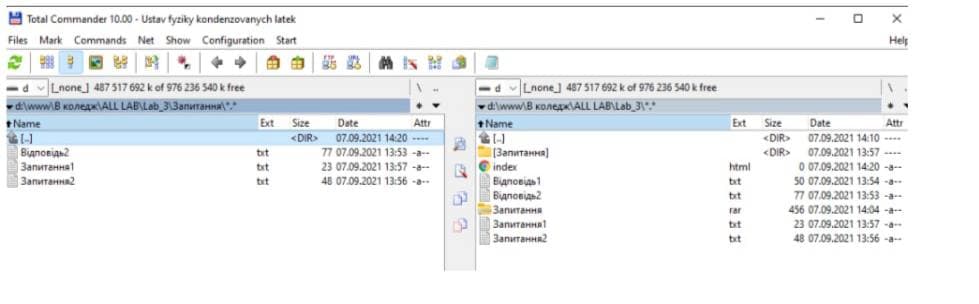 Total Commander 10.00 - Ustav fyziky kondenzovanych latek
Files Mark Commands Net Show Configuration Start Help
d [_none_] 487 517 692 k of 976 236 540 k free \ ..
d:\www\В коледж\ALL LAB\Lab_3\Запитання\*.* * ▼
Name Ext Size Date Attr
[..] <DIR> 07.09.2021 14:20 ----
Відповідь2 txt 77 07.09.2021 13:53 -a--
Запитання1 txt 23 07.09.2021 13:57 -a--
Запитання2 txt 48 07.09.2021 13:56 -a--
d [_none_] 487 517 692 k of 976 236 540 k free \ .
d:\www\В коледж\ALL LAB\Lab_3\*.* *
Name Ext Size Date Attr
[..] <DIR> 07.09.2021 14:10 ----
[Запитання] <DIR> 07.09.2021 13:57 ----
index html 0 07.09.2021 14:20 -a--
Відповідь1 txt 50 07.09.2021 13:54 -a--
Відповідь2 txt 77 07.09.2021 13:53 -a--
Запитання rar 456 07.09.2021 14:04 -a--
Запитання1 txt 23 07.09.2021 13:57 -a--
Запитання2 txt 48 07.09.2021 13:56 -a--